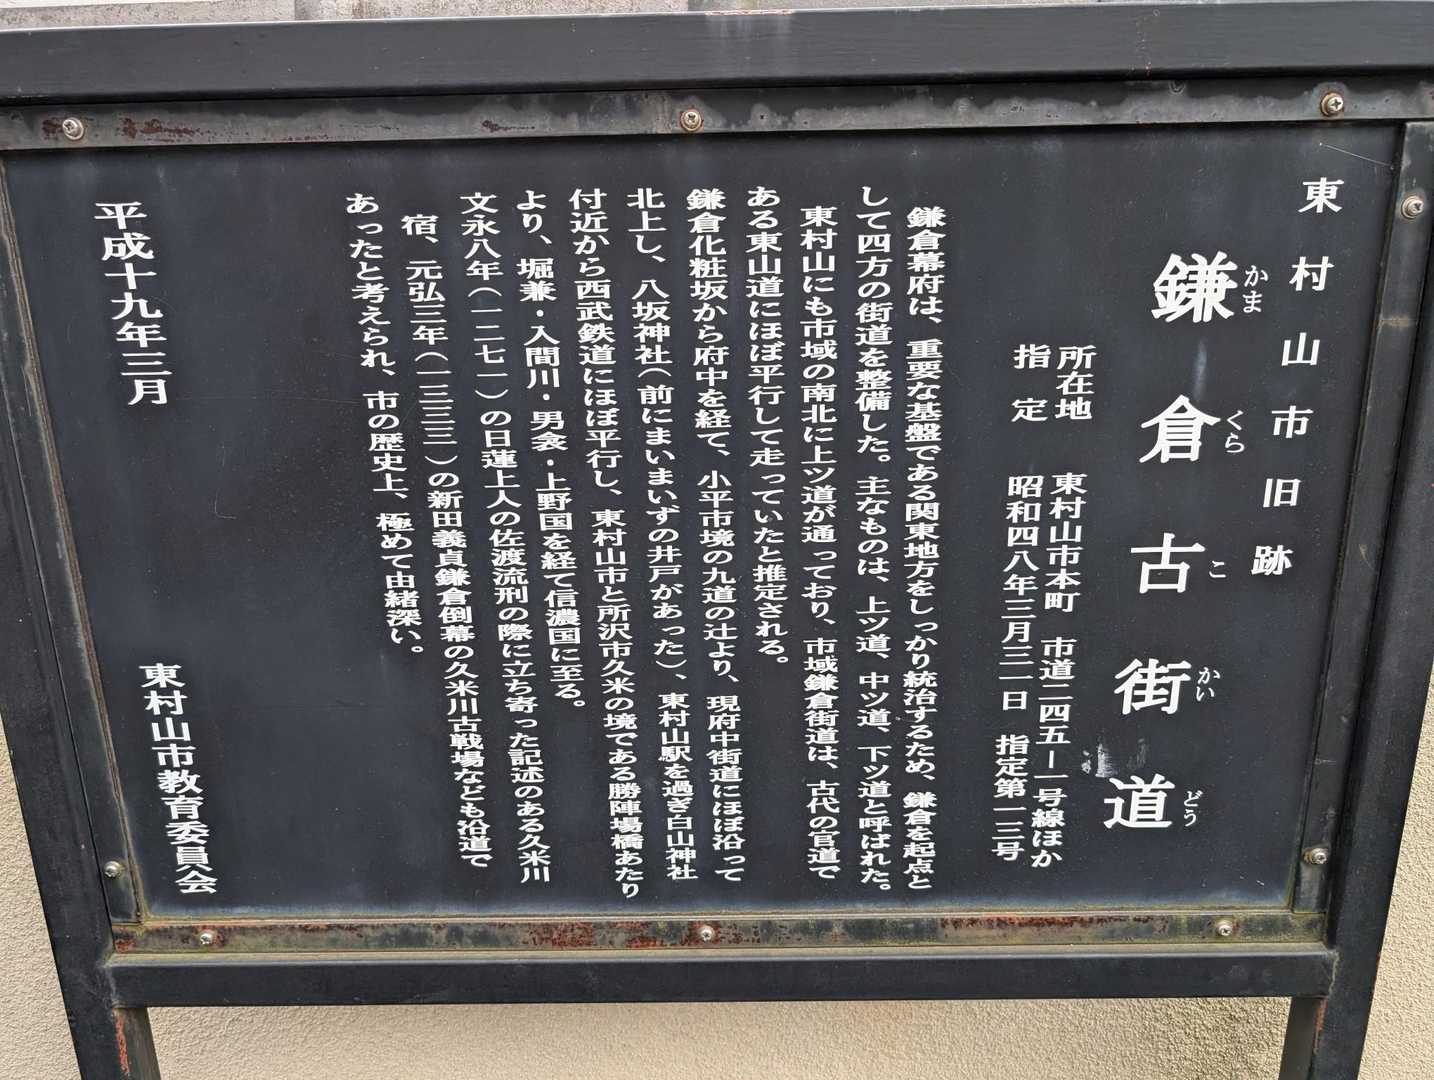 東村山市旧跡
鎌倉古街道
かまくらこかいどう
所在地 東村山市本町 市道二四五ー一号線ほか
指定 昭和四八年三月三一日 指定第一三号
鎌倉幕府は、重要な基盤である関東地方をしっかり統治するため、鎌倉を起点と
して四方の街道を整備した。主なものは、上ツ道、中ツ道、下ツ道と呼ばれた。
東村山にも市域の南北に上ツ道が通っており、市域鎌倉街道は、古代の官道で
ある東山道にほぼ平行して走っていたと推定される。
鎌倉化粧坂から府中を経て、小平市境の九道の辻より、現府中街道にほぼ沿って
北上し、八坂神社(前にまいまいずの井戸があった)、東村山駅を過ぎ白山神社
付近から西武鉄道にほぼ平行し、東村山市と所沢市久米の境である勝陣場橋あたり
より、堀兼・入間川・男衾・上野国を経て信濃国に至る。
文永八年(一二七一)の日蓮上人の佐渡流刑の際に立ち寄った記述のある久米川
宿、元弘三年(一三三三)の新田義貞鎌倉倒幕の久米川古戦場なども沿道で
あったと考えられ、市の歴史上、極めて由緒深い。
平成十九年三月
東村山市教育委員会